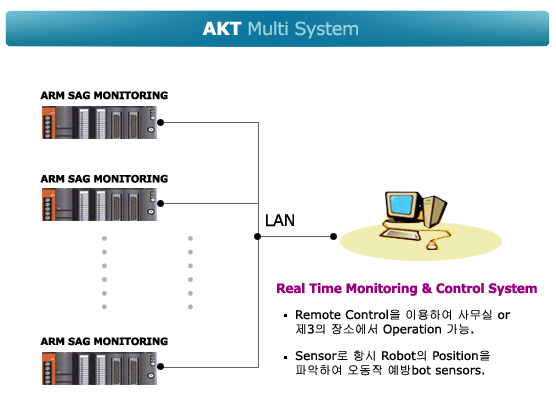 AKT Multi System
ARM SAG MONITORING
ARM SAG MONITORING
LAN
Real Time Monitoring & Control System
▪ Remote Control을 이용하여 사무실 or
제3의 장소에서 Operation 가능.
▪ Sensor로 항시 Robot의 Position을
파악하여 오동작 예방bot sensors.
ARM SAG MONITORING